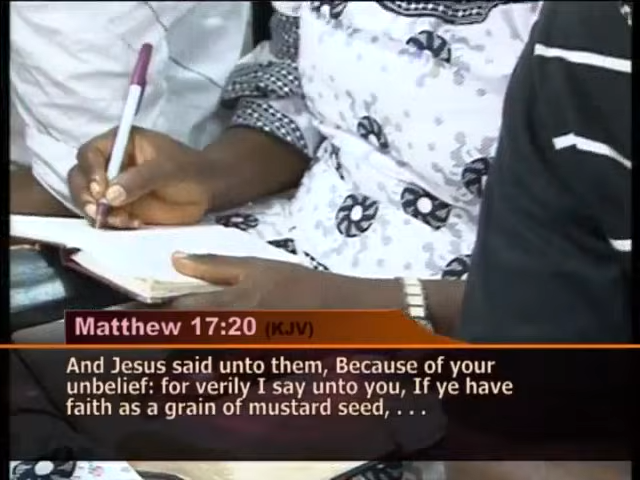 Matthew 17:20 (KJV)
And Jesus said unto them, Because of your
unbelief: for verily I say unto you, If ye have
faith as a grain of mustard seed, . . .